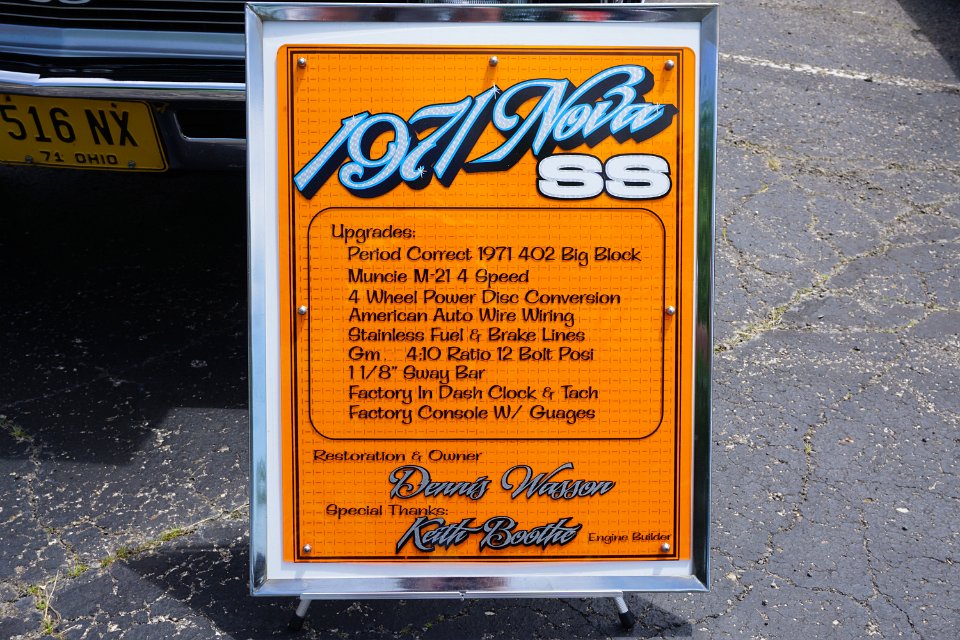 516 NX
71 OHIO
1971 Nova
SS
Upgrades:
Period Correct 1971 402 Big Block
Muncie M-21 4 Speed
4 Wheel Power Disc Conversion
American Auto Wire Wiring
Stainless Fuel & Brake Lines
Gm 4:10 Ratio 12 Bolt Posi
1 1/8" Sway Bar
Factory In Dash Clock & Tach
Factory Console W/ Guages
Restoration & Owner
Dennis Wasson
Special Thanks:
Keith Boothe Engine Builder